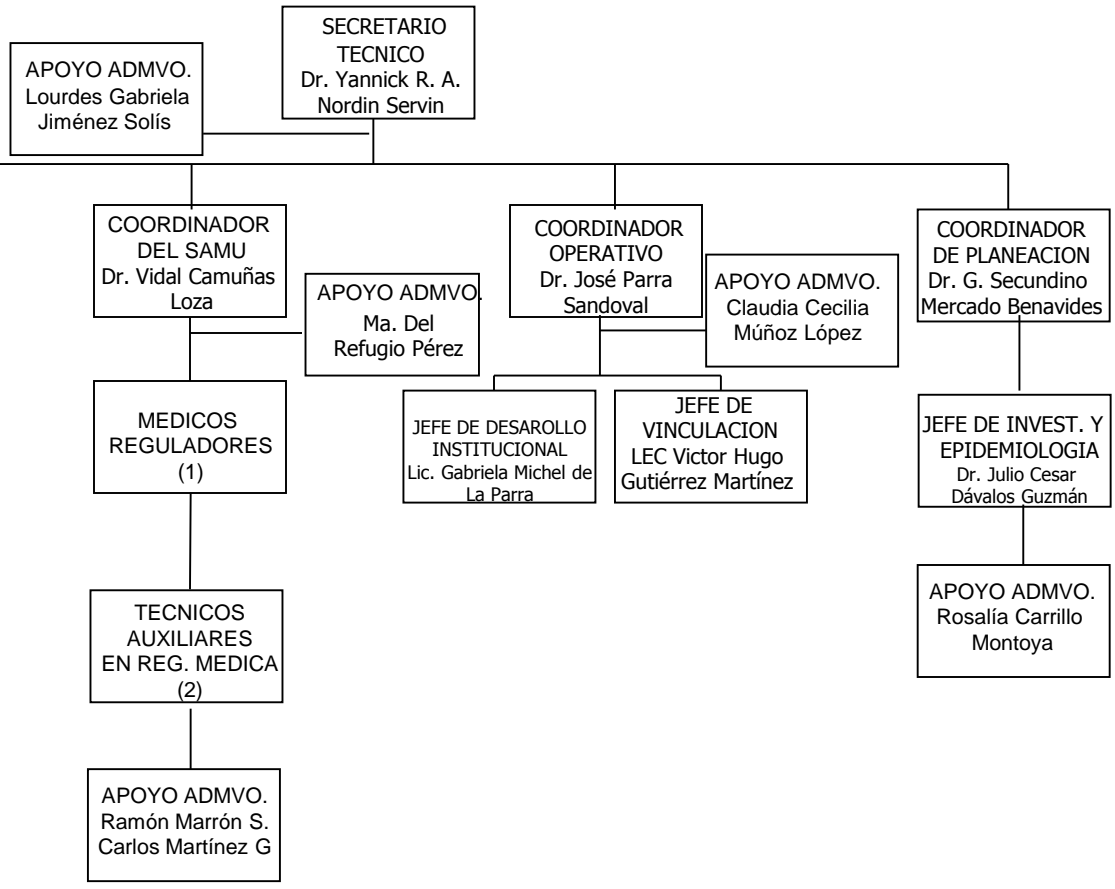 SECRETARIO
TECNICO
Dr. Yannick R. A.
Nordin Servin
APOYO ADMVO.
Lourdes Gabriela
Jiménez Solís
COORDINADOR
DEL SAMU
Dr. Vidal Camuñas
Loza
APOYO ADMVO.
Ma. Del
Refugio Pérez
COORDINADOR
OPERATIVO
Dr. José Parra
Sandoval
APOYO ADMVO.
Claudia Cecilia
Múñoz López
COORDINADOR
DE PLANEACION
Dr. G. Secundino
Mercado Benavides
MEDICOS
REGULADORES
(1)
JEFE DE DESAROLLO
INSTITUCIONAL
Lic. Gabriela Michel de
La Parra
JEFE DE
VINCULACION
LEC Victor Hugo
Gutiérrez Martínez
JEFE DE INVEST. Y
EPIDEMIOLOGIA
Dr. Julio Cesar
Dávalos Guzmán
TECNICOS
AUXILIARES
EN REG. MEDICA
(2)
APOYO ADMVO.
Rosalía Carrillo
Montoya
APOYO ADMVO.
Ramón Marrón S.
Carlos Martínez G